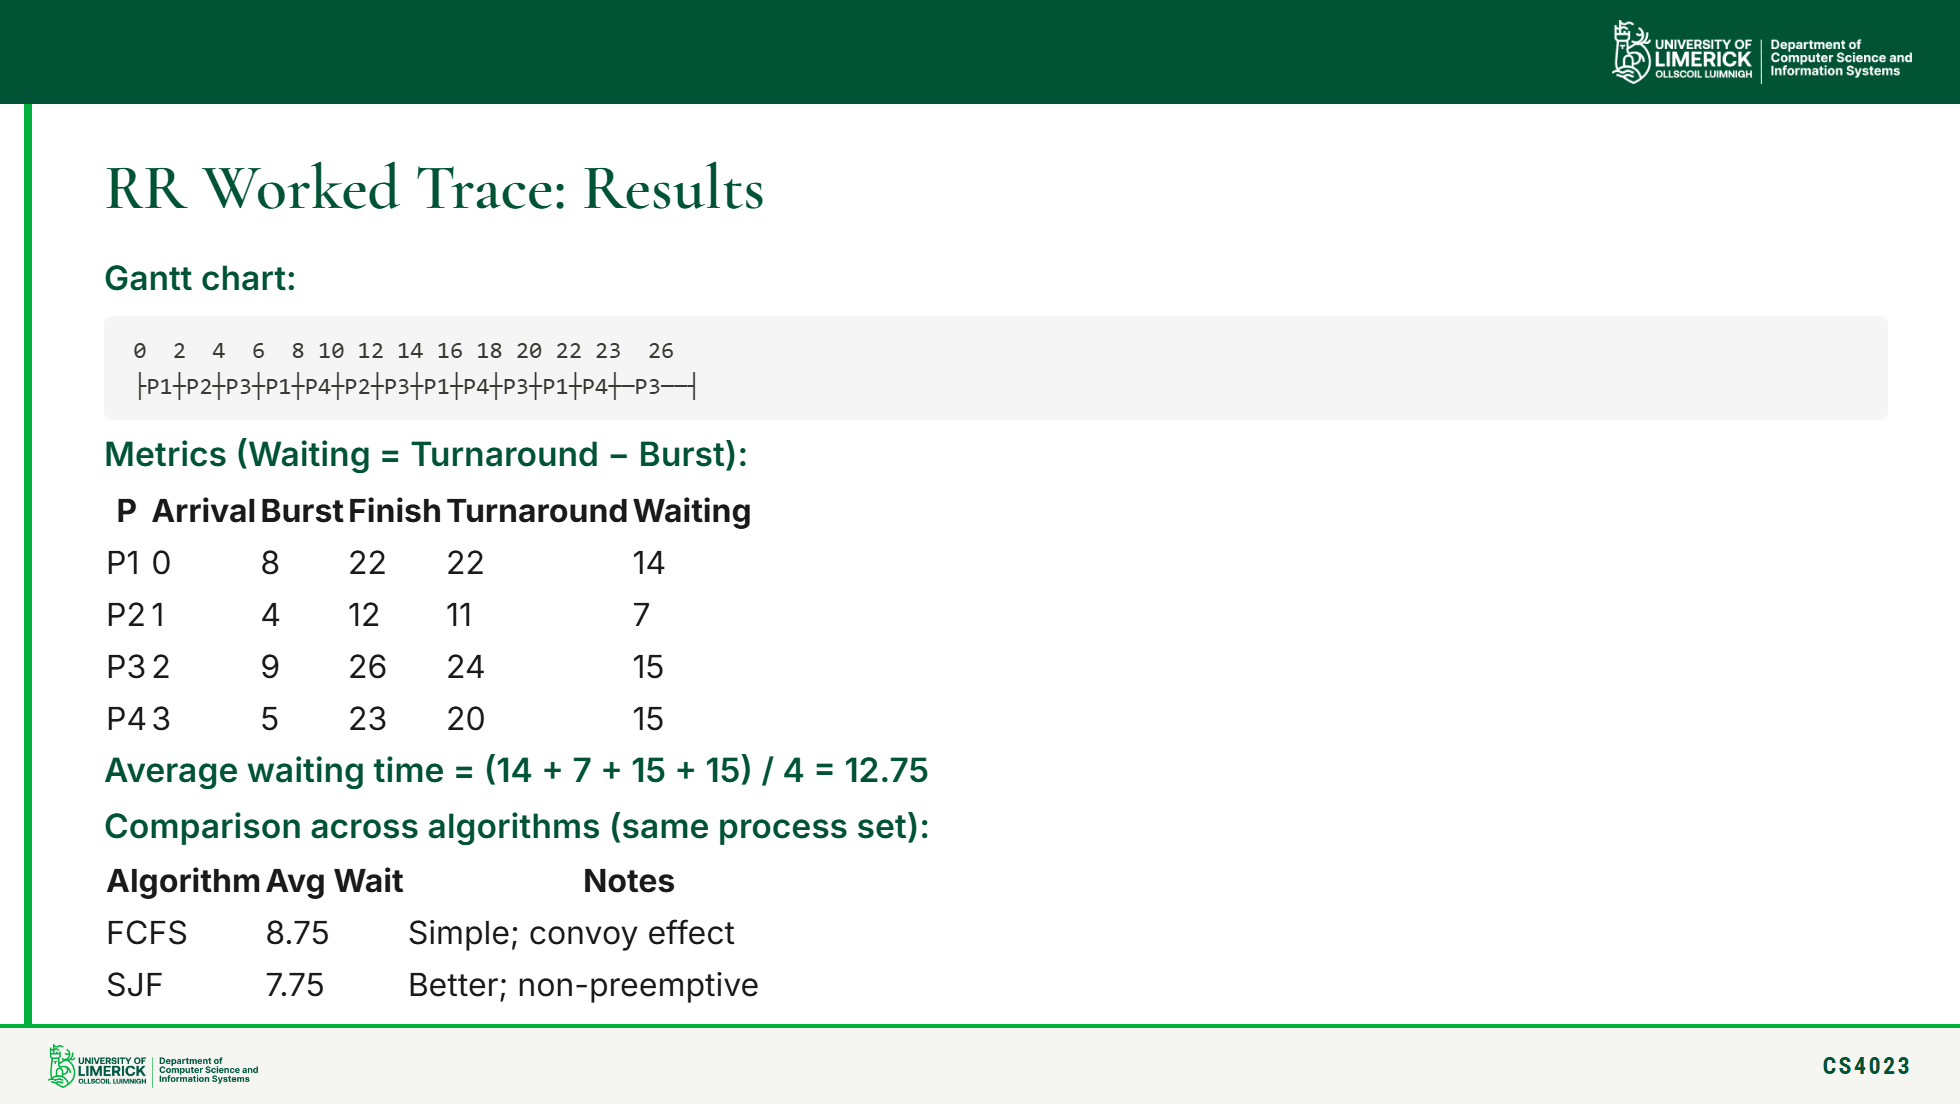 UNIVERSITY OF
LIMERICK
OLLSCOIL LUIMNIGH
Department of
Computer Science and
Information Systems
RR Worked Trace: Results
Gantt chart:
0  2  4  6  8 10 12 14 16 18 20 22 23  26
├P1┼P2┼P3┼P1┼P4┼P2┼P3┼P1┼P4┼P3┼P1┼P4┼─P3──┤
Metrics (Waiting = Turnaround − Burst):
P Arrival Burst Finish Turnaround Waiting
P1 0 8 22 22 14
P2 1 4 12 11 7
P3 2 9 26 24 15
P4 3 5 23 20 15
Average waiting time = (14 + 7 + 15 + 15) / 4 = 12.75
Comparison across algorithms (same process set):
Algorithm Avg Wait Notes
FCFS 8.75 Simple; convoy effect
SJF 7.75 Better; non-preemptive
UNIVERSITY OF
LIMERICK
OLLSCOIL LUIMNIGH
Department of
Computer Science and
Information Systems
CS4023